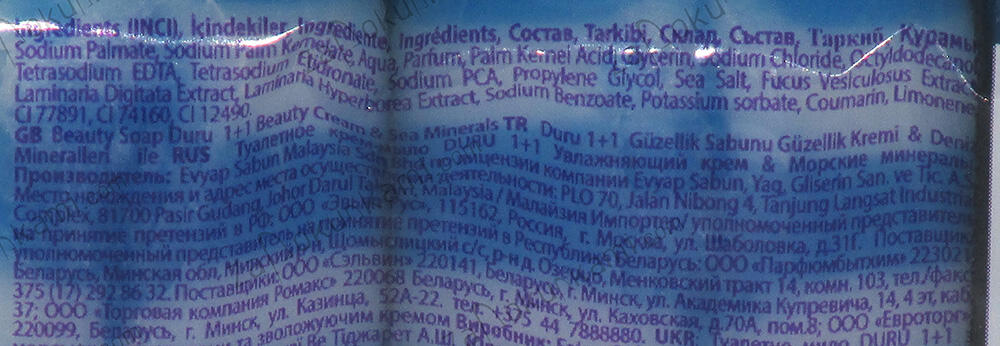 Ingredients (INCI), İçindekiler, Ingrediente, Ingrédients, Состав, Tarkibi, Склад, Състав, Таркиб, Курамы
Sodium Palmate, Sodium Palm Kernelate, Aqua, Parfum, Palm Kernel Acid, Glycerin, Sodium Chloride, Octyldodecanol
Tetrasodium EDTA, Tetrasodium Etidronate, Sodium PCA, Propylene Glycol, Sea Salt, Fucus Vesiculosus Extract
Laminaria Digitata Extract, Laminaria Hyperborea Extract, Sodium Benzoate, Potassium sorbate, Coumarin, Limonene
CI 77891, CI 74160, CI 12490.
GB Beauty Soap Duru 1+1 Beauty Cream & Sea Minerals TR Duru 1+1 Güzellik Sabunu Güzellik Kremi & Deniz
Mineralleri ile RUS Туалетное крем-мыло DURU 1+1 Увлажняющий крем & Морские минералы
Производитель: Evyap Sabun Malaysia Sdn Bhd по лицензии компании Evyap Sabun, Yag, Gliserin San. ve Tic. A.S.
Местонахождения и адрес места осуществления деятельности: PLO 70, Jalan Nibong 4, Tanjung Langsat Industrial
Complex, 81700 Pasir Gudang, Johor Darul Takzim, Malaysia / Малайзия Импортер/ уполномоченный представитель
на принятие претензий в РФ: ООО «Эвьяп-Рус», 115162, Россия, г. Москва, ул. Шаболовка, д.31г. Поставщик
уполномоченный представитель на принятие претензий в Республике Беларусь: ООО «Парфюмбытхим» 223021
Беларусь, Минская обл, Минский р-н, Щомыслицкий с/с, р-н д. Озерцо, Менковский тракт 14, комн. 103, тел./факс
375 (17) 292 86 32. Поставщики: ООО «Сэльвин» 220141, Беларусь, г. Минск, ул. Академика Купревича, 14, 4 эт, каб.
37; ООО «Торговая компания Ромакс» 220068 Беларусь, г. Минск, ул. Каховская, д.70А, пом.8; ООО «Евроторг»
220099, Беларусь, г. Минск, ул. Казинца, 52А-22. тел. +375 44 7888880. UKR: Туалетне мило DURU 1+1
та зволожуючим кремом Виробник:
Ве Тіджарет А.Ш.